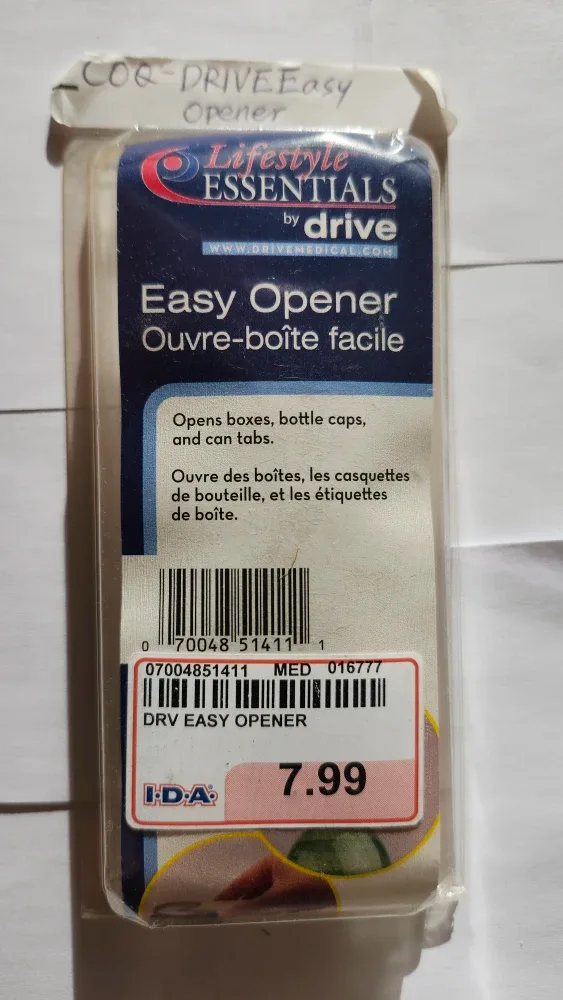 COQ-DRIVE Easy
Opener
Lifestyle
ESSENTIALS
by drive
WWW.DRIVEMEDICAL.COM
Easy Opener
Ouvre-boîte facile
Opens boxes, bottle caps,
and can tabs.
Ouvre des boîtes, les casquettes
de bouteille, et les étiquettes
de boîte.
0 70048 51411 1
07004851411 MED 016777
DRV EASY OPENER
7.99
I·D·A·